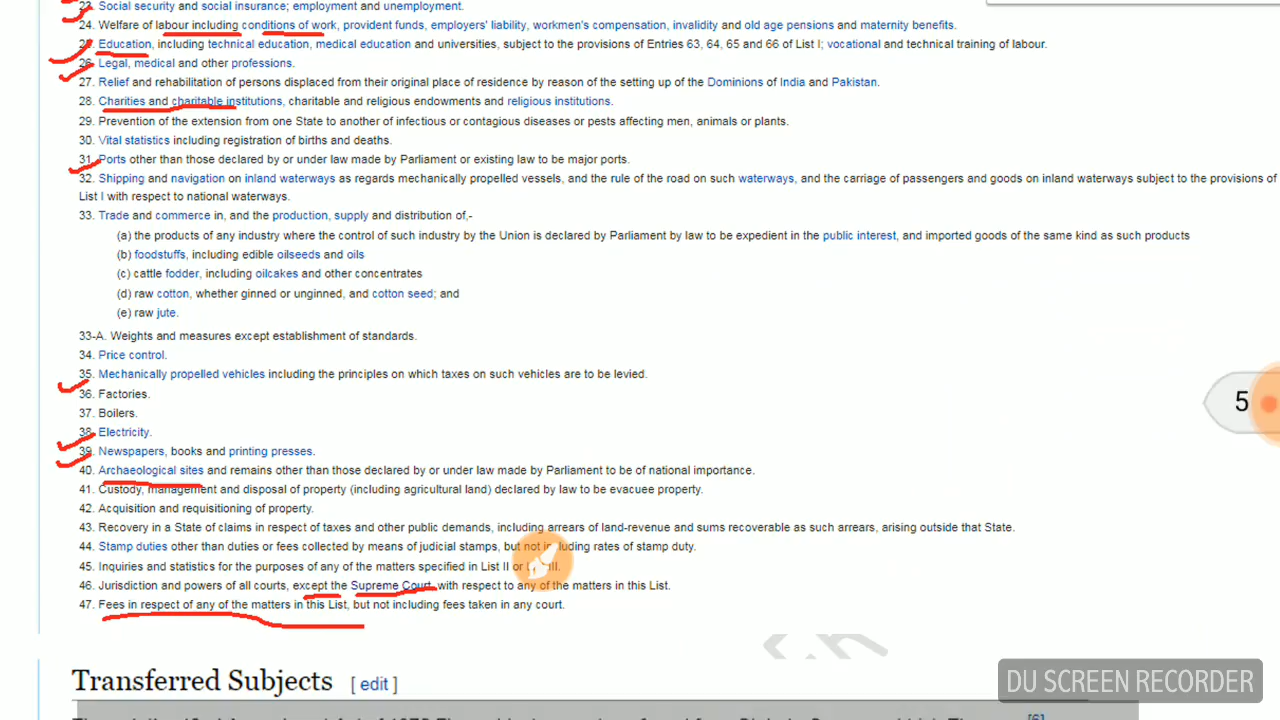 23. Social security and social insurance; employment and unemployment.
24. Welfare of labour including conditions of work, provident funds, employers' liability, workmen's compensation, invalidity and old age pensions and maternity benefits.
25. Education, including technical education, medical education and universities, subject to the provisions of Entries 63, 64, 65 and 66 of List I; vocational and technical training of labour.
26. Legal, medical and other professions.
27. Relief and rehabilitation of persons displaced from their original place of residence by reason of the setting up of the Dominions of India and Pakistan.
28. Charities and charitable institutions, charitable and religious endowments and religious institutions.
29. Prevention of the extension from one State to another of infectious or contagious diseases or pests affecting men, animals or plants.
30. Vital statistics including registration of births and deaths.
31. Ports other than those declared by or under law made by Parliament or existing law to be major ports.
32. Shipping and navigation on inland waterways as regards mechanically propelled vessels, and the rule of the road on such waterways, and the carriage of passengers and goods on inland waterways subject to the provisions of
List I with respect to national waterways.
33. Trade and commerce in, and the production, supply and distribution of,-
(a) the products of any industry where the control of such industry by the Union is declared by Parliament by law to be expedient in the public interest, and imported goods of the same kind as such products
(b) foodstuffs, including edible oilseeds and oils
(c) cattle fodder, including oilcakes and other concentrates
(d) raw cotton, whether ginned or unginned, and cotton seed; and
(e) raw jute.
33-A. Weights and measures except establishment of standards.
34. Price control.
35. Mechanically propelled vehicles including the principles on which taxes on such vehicles are to be levied.
36. Factories.
5
37. Boilers.
38. Electricity.
39. Newspapers, books and printing presses.
40. Archaeological sites and remains other than those declared by or under law made by Parliament to be of national importance.
41. Custody, management and disposal of property (including agricultural land) declared by law to be evacuee property.
42. Acquisition and requisitioning of property.
43. Recovery in a State of claims in respect of taxes and other public demands, including arrears of land-revenue and sums recoverable as such arrears, arising outside that State.
44. Stamp duties other than duties or fees collected by means of judicial stamps, but not including rates of stamp duty.
45. Inquiries and statistics for the purposes of any of the matters specified in List II or III.
46. Jurisdiction and powers of all courts, except the Supreme Court, with respect to any of the matters in this List.
47. Fees in respect of any of the matters in this List, but not including fees taken in any court.
Transferred Subjects [ edit ]
DU SCREEN RECORDER
[6]